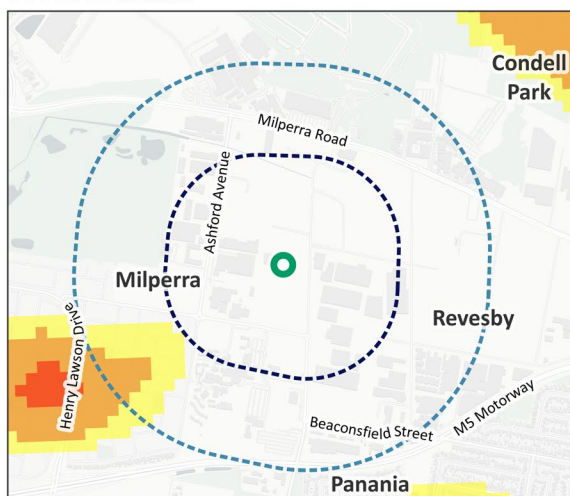 Condell
Park
Milperra Road
Ashford Avenue
Milperra
Revesby
Henry Lawson Drive
Beaconsfield Street
M5 Motorway
Panania